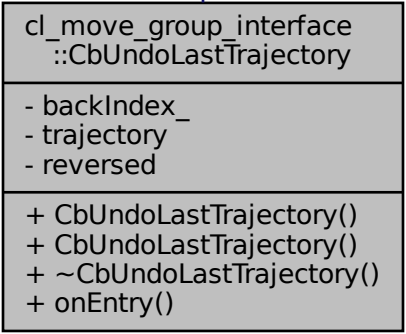 cl_move_group_interface
::CbUndoLastTrajectory
- backIndex_
- trajectory
- reversed
+ CbUndoLastTrajectory()
+ CbUndoLastTrajectory()
+ ~CbUndoLastTrajectory()
+ onEntry()